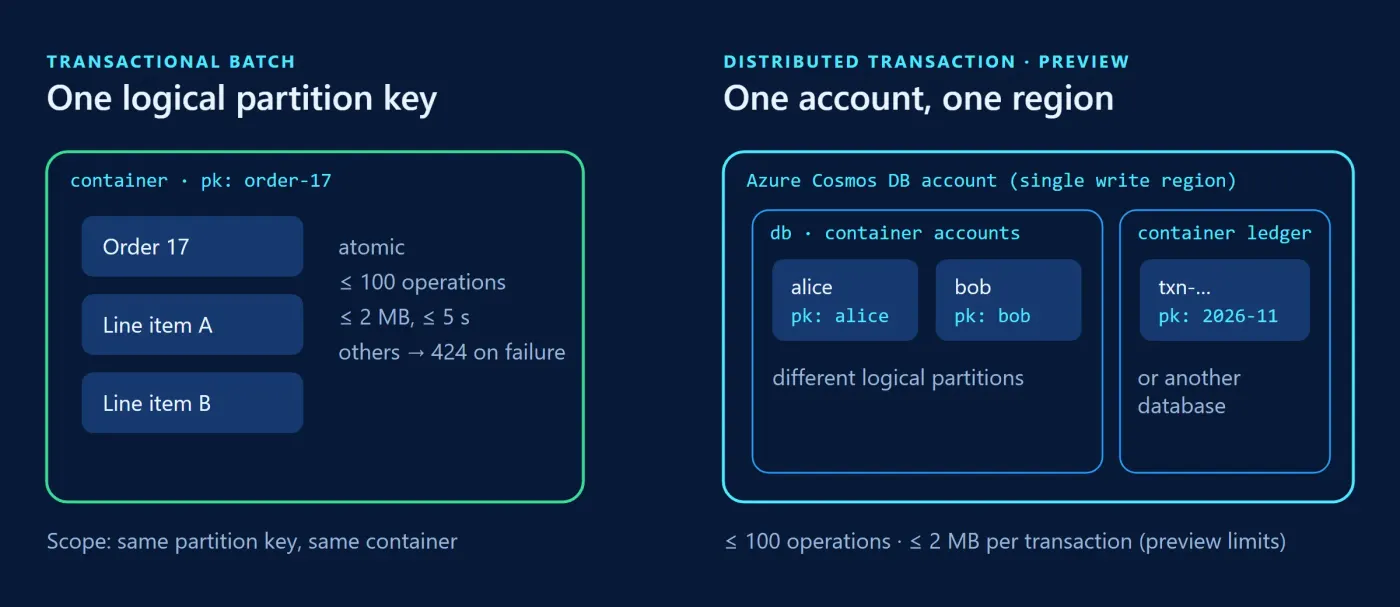 TRANSACTIONAL BATCH
One logical partition key
container · pk: order-17
Order 17
Line item A
Line item B
atomic
≤ 100 operations
≤ 2 MB, ≤ 5 s
others → 424 on failure
Scope: same partition key, same container
DISTRIBUTED TRANSACTION · PREVIEW
One account, one region
Azure Cosmos DB account (single write region)
db · container accounts
alice
pk: alice
bob
pk: bob
different logical partitions
container ledger
txn-…
pk: 2026-11
or another
database
≤ 100 operations · ≤ 2 MB per transaction (preview limits)